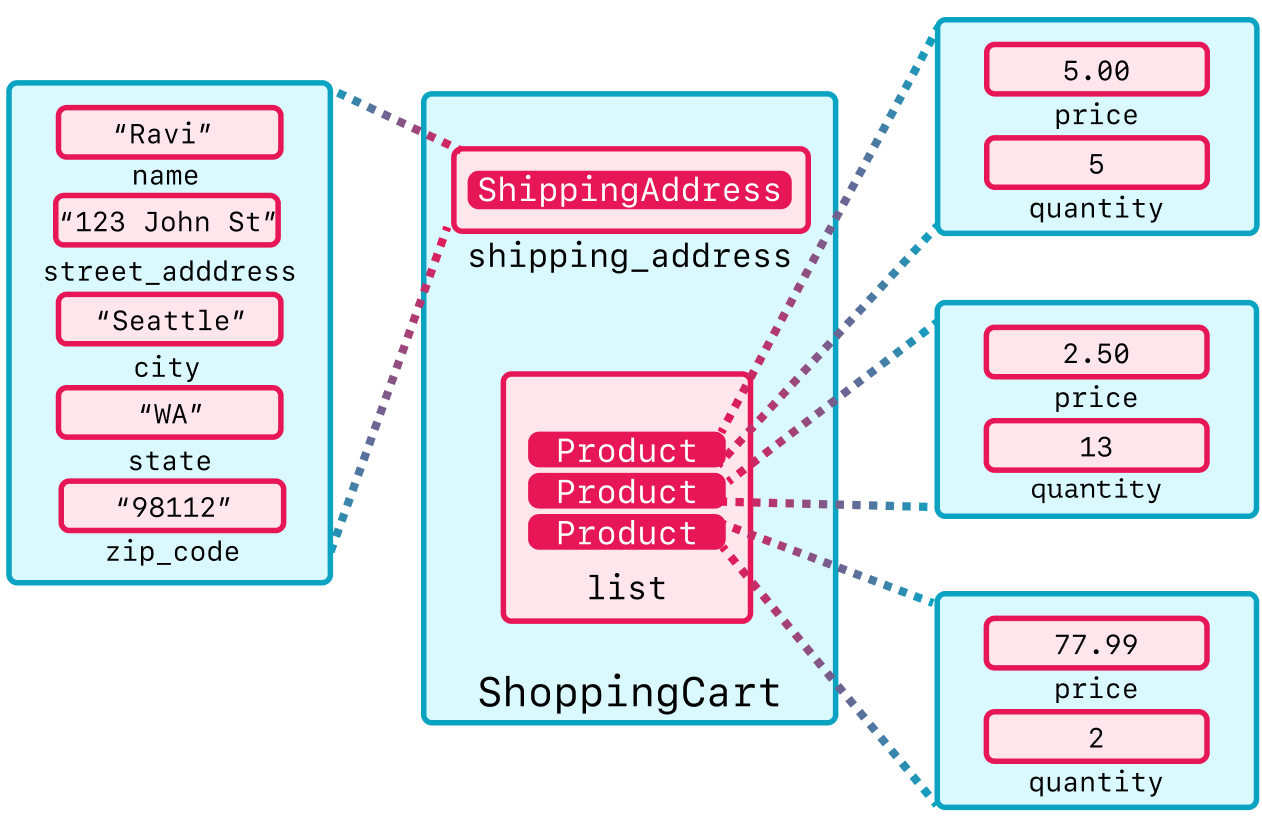 “Ravi”
name
“123 John St”
street_adddress
“Seattle”
city
“WA”
state
“98112”
zip_code
ShippingAddress
shipping_address
Product
Product
Product
list
ShoppingCart
5.00
price
5
quantity
2.50
price
13
quantity
77.99
price
2
quantity